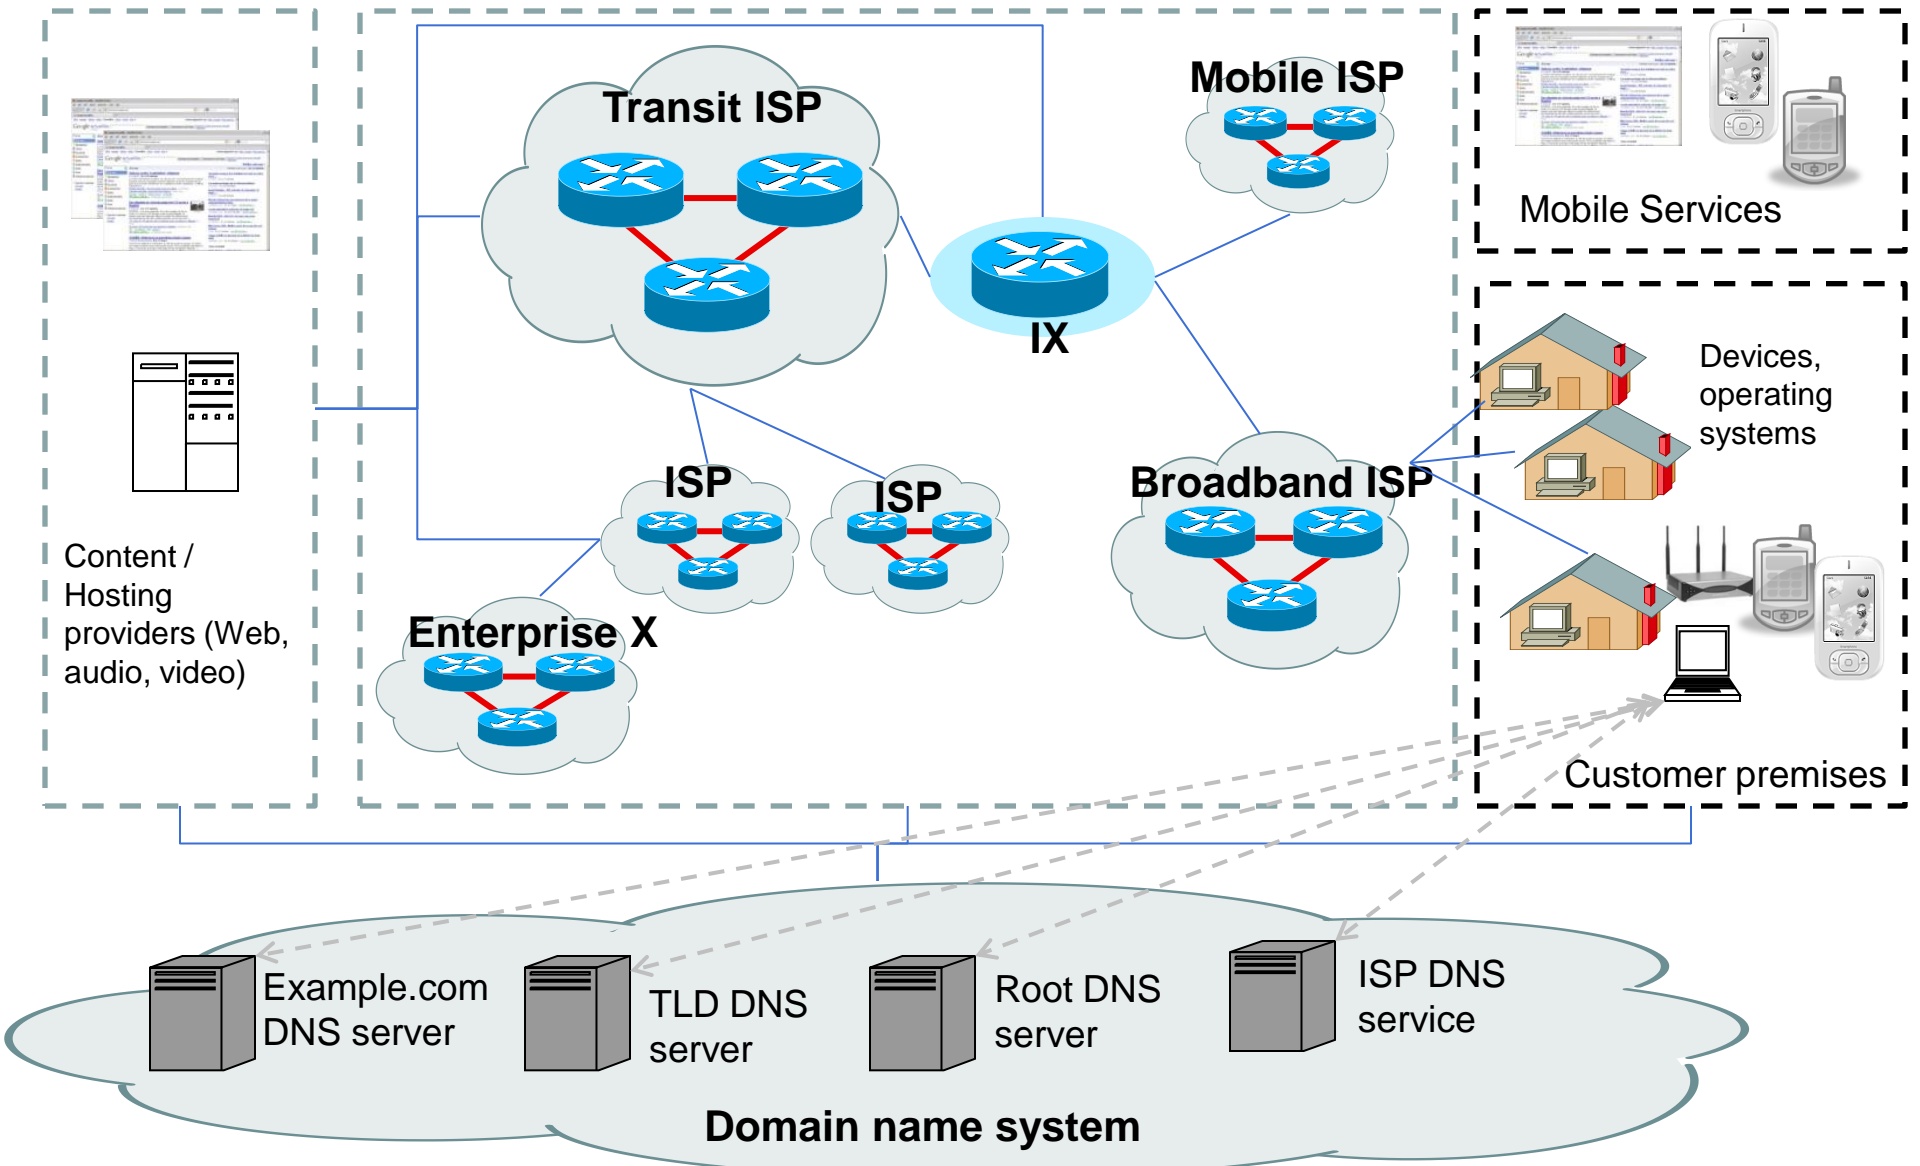 Transit ISP
Mobile ISP
Mobile Services
IX
Devices,
operating
systems
ISP
ISP
Broadband ISP
Content /
Hosting
providers (Web,
audio, video)
Enterprise X
Customer premises
Example.com
DNS server
TLD DNS
server
Root DNS
server
ISP DNS
service
Domain name system